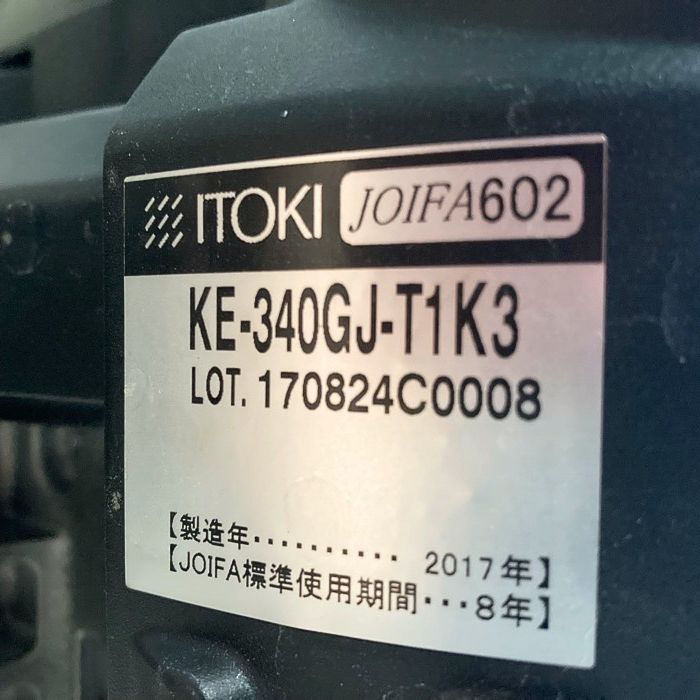 ITOKI JOIFA602
KE-340GJ-T1K3
LOT. 170824C0008
【製造年.......... 2017年】
【JOIFA標準使用期間･･･8年】